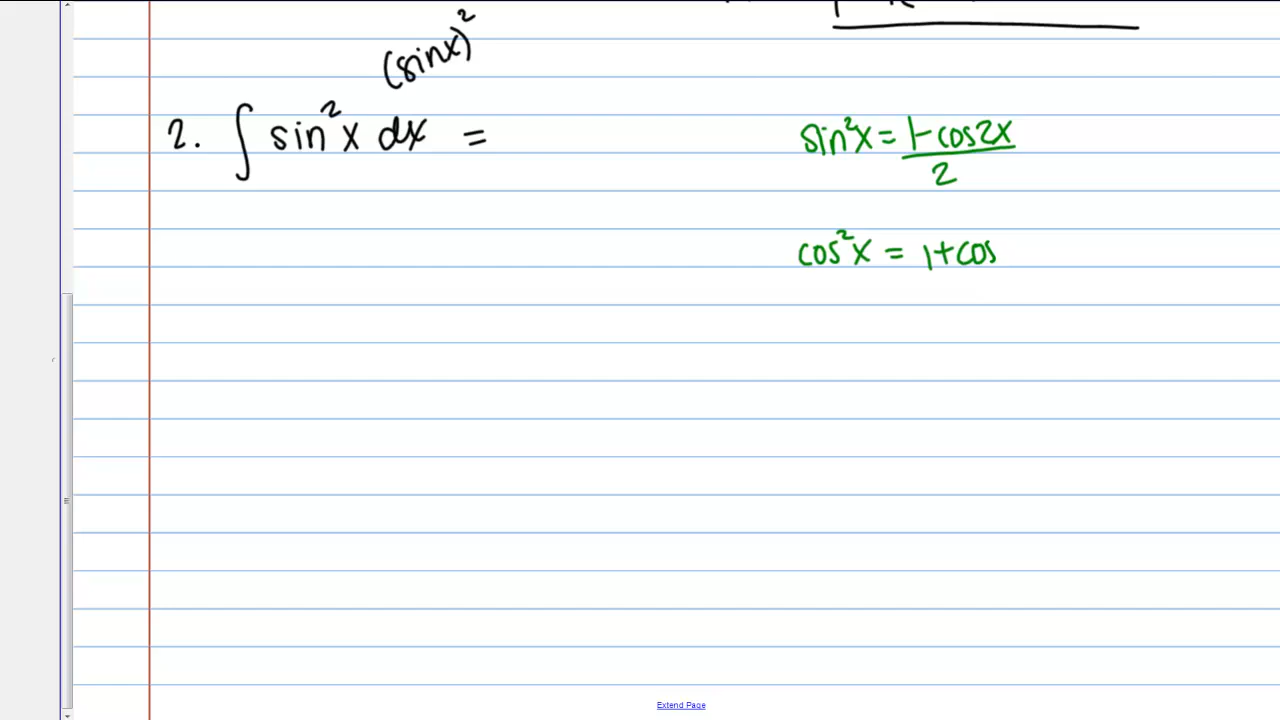 (sinx)²
2. ∫ sin²x dx =
sin²x = 1-cos2x
2
cos²x = 1+cos
Extend Page